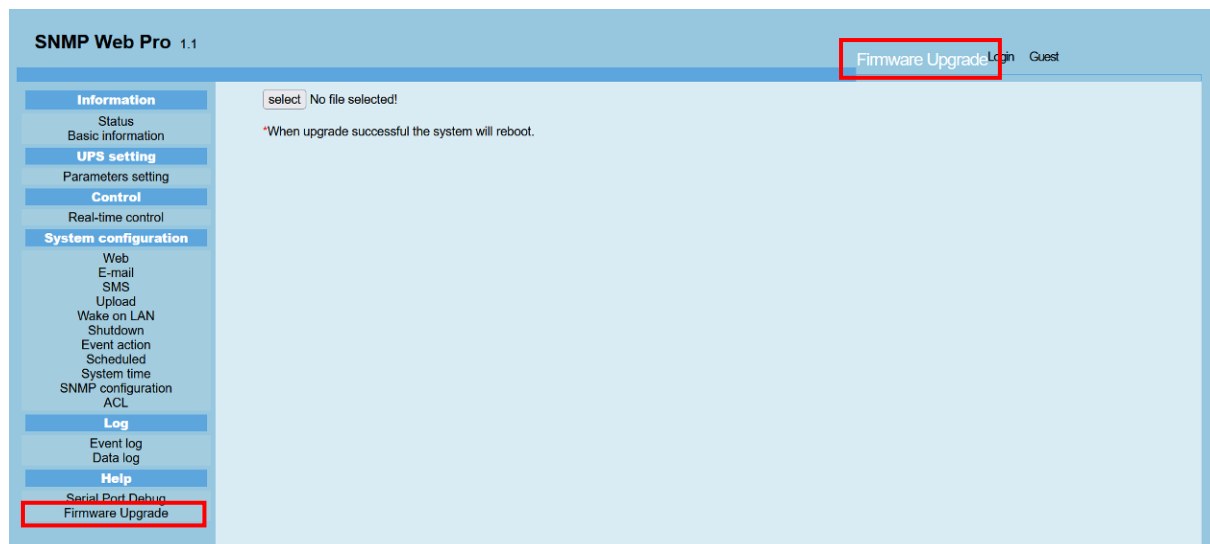 SNMP Web Pro 1.1
Firmware Upgrade Login Guest
Information
Status
Basic information
UPS setting
Parameters setting
Control
Real-time control
System configuration
Web
E-mail
SMS
Upload
Wake on LAN
Shutdown
Event action
Scheduled
System time
SNMP configuration
ACL
Log
Event log
Data log
Help
Serial Port Debug
Firmware Upgrade
select No file selected!
*When upgrade successful the system will reboot.